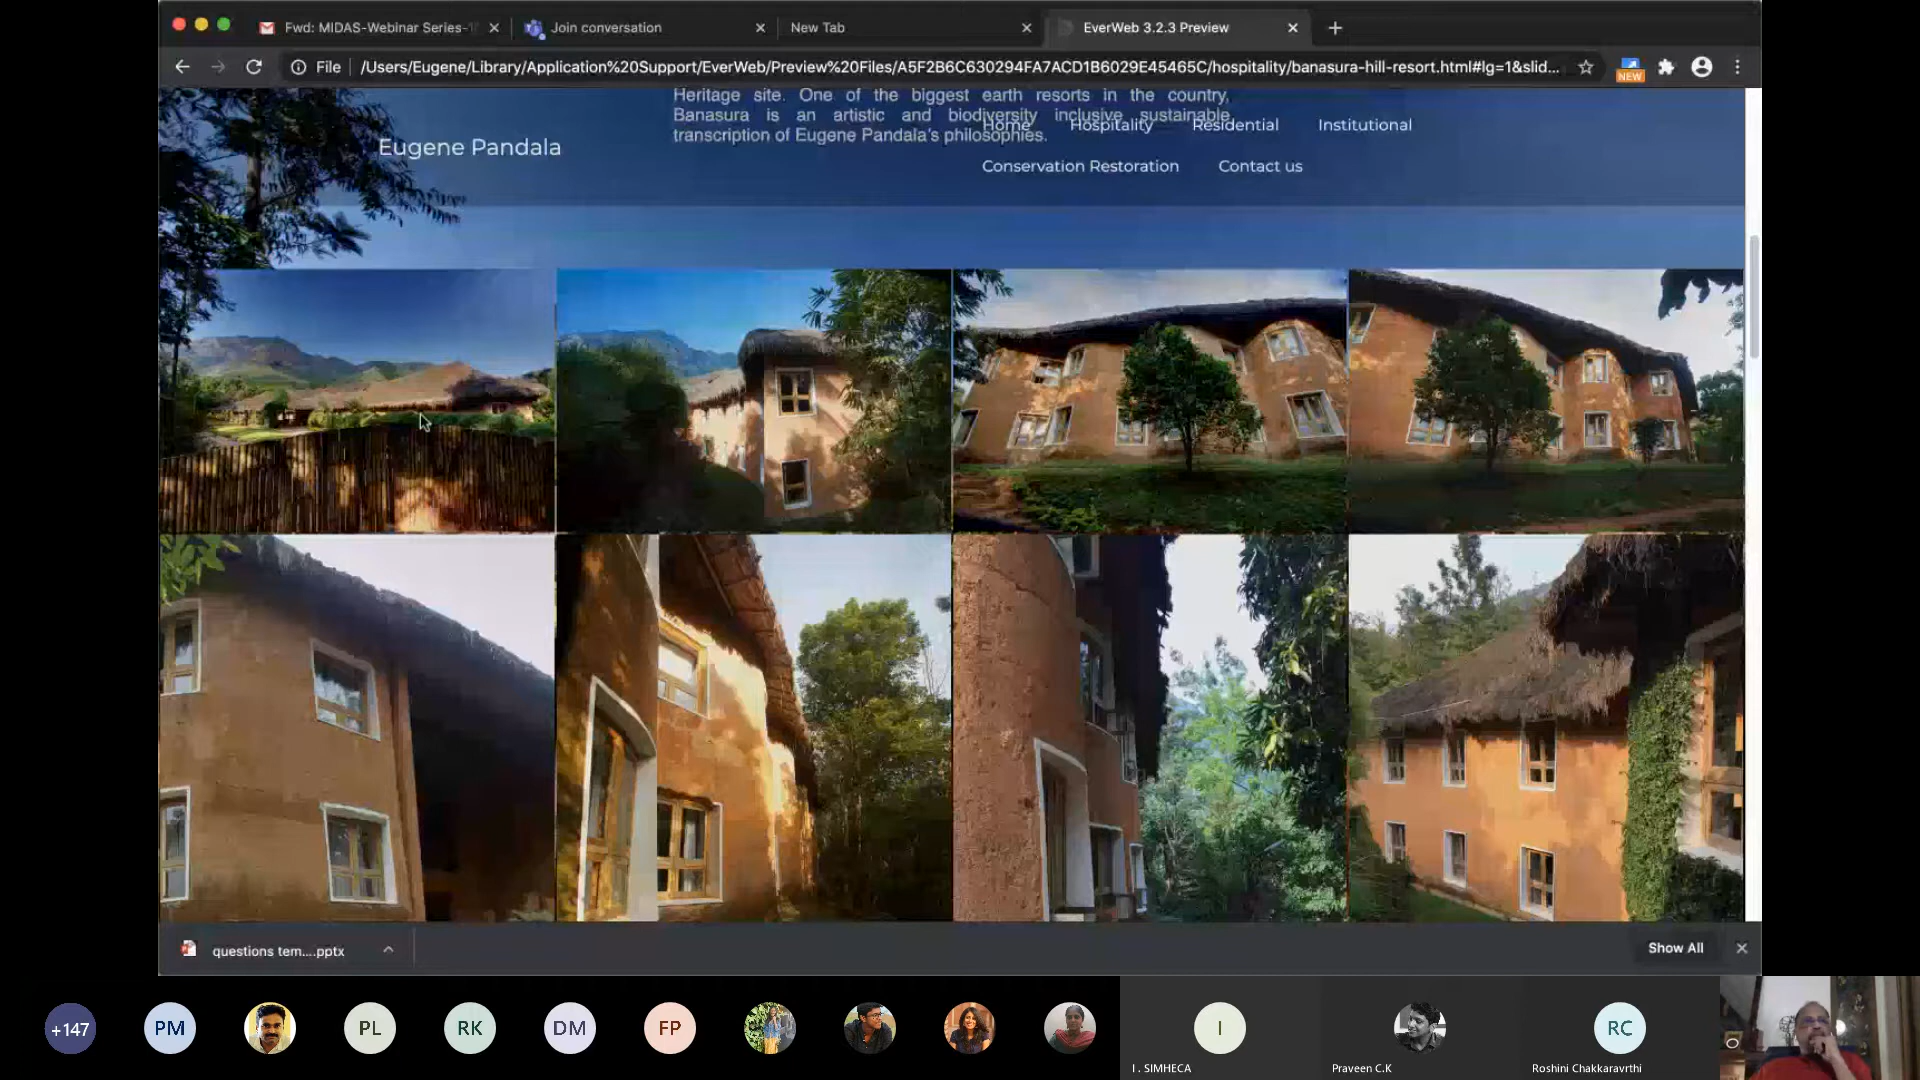 Fwd: MIDAS-Webinar Series-1
Join conversation
New Tab
EverWeb 3.2.3 Preview
File
/Users/Eugene/Library/Application%20Support/EverWeb/Preview%20Files/A5F2B6C630294FA7ACD1B6029E45465C/hospitality/banasura-hill-resort.html#lg=1&slid...
NEW
Heritage site. One of the biggest earth resorts in the country,
Banasura is an artistic and biodiversity inclusive sustainable
transcription of Eugene Pandala's philosophies.
Eugene Pandala
Home
Hospitality
Residential
Institutional
Conservation Restoration
Contact us
questions tem....pptx
Show All
+147
PM
PL
RK
DM
FP
I
RC
I . SIMHECA
Praveen C.K
Roshini Chakkaravrthi